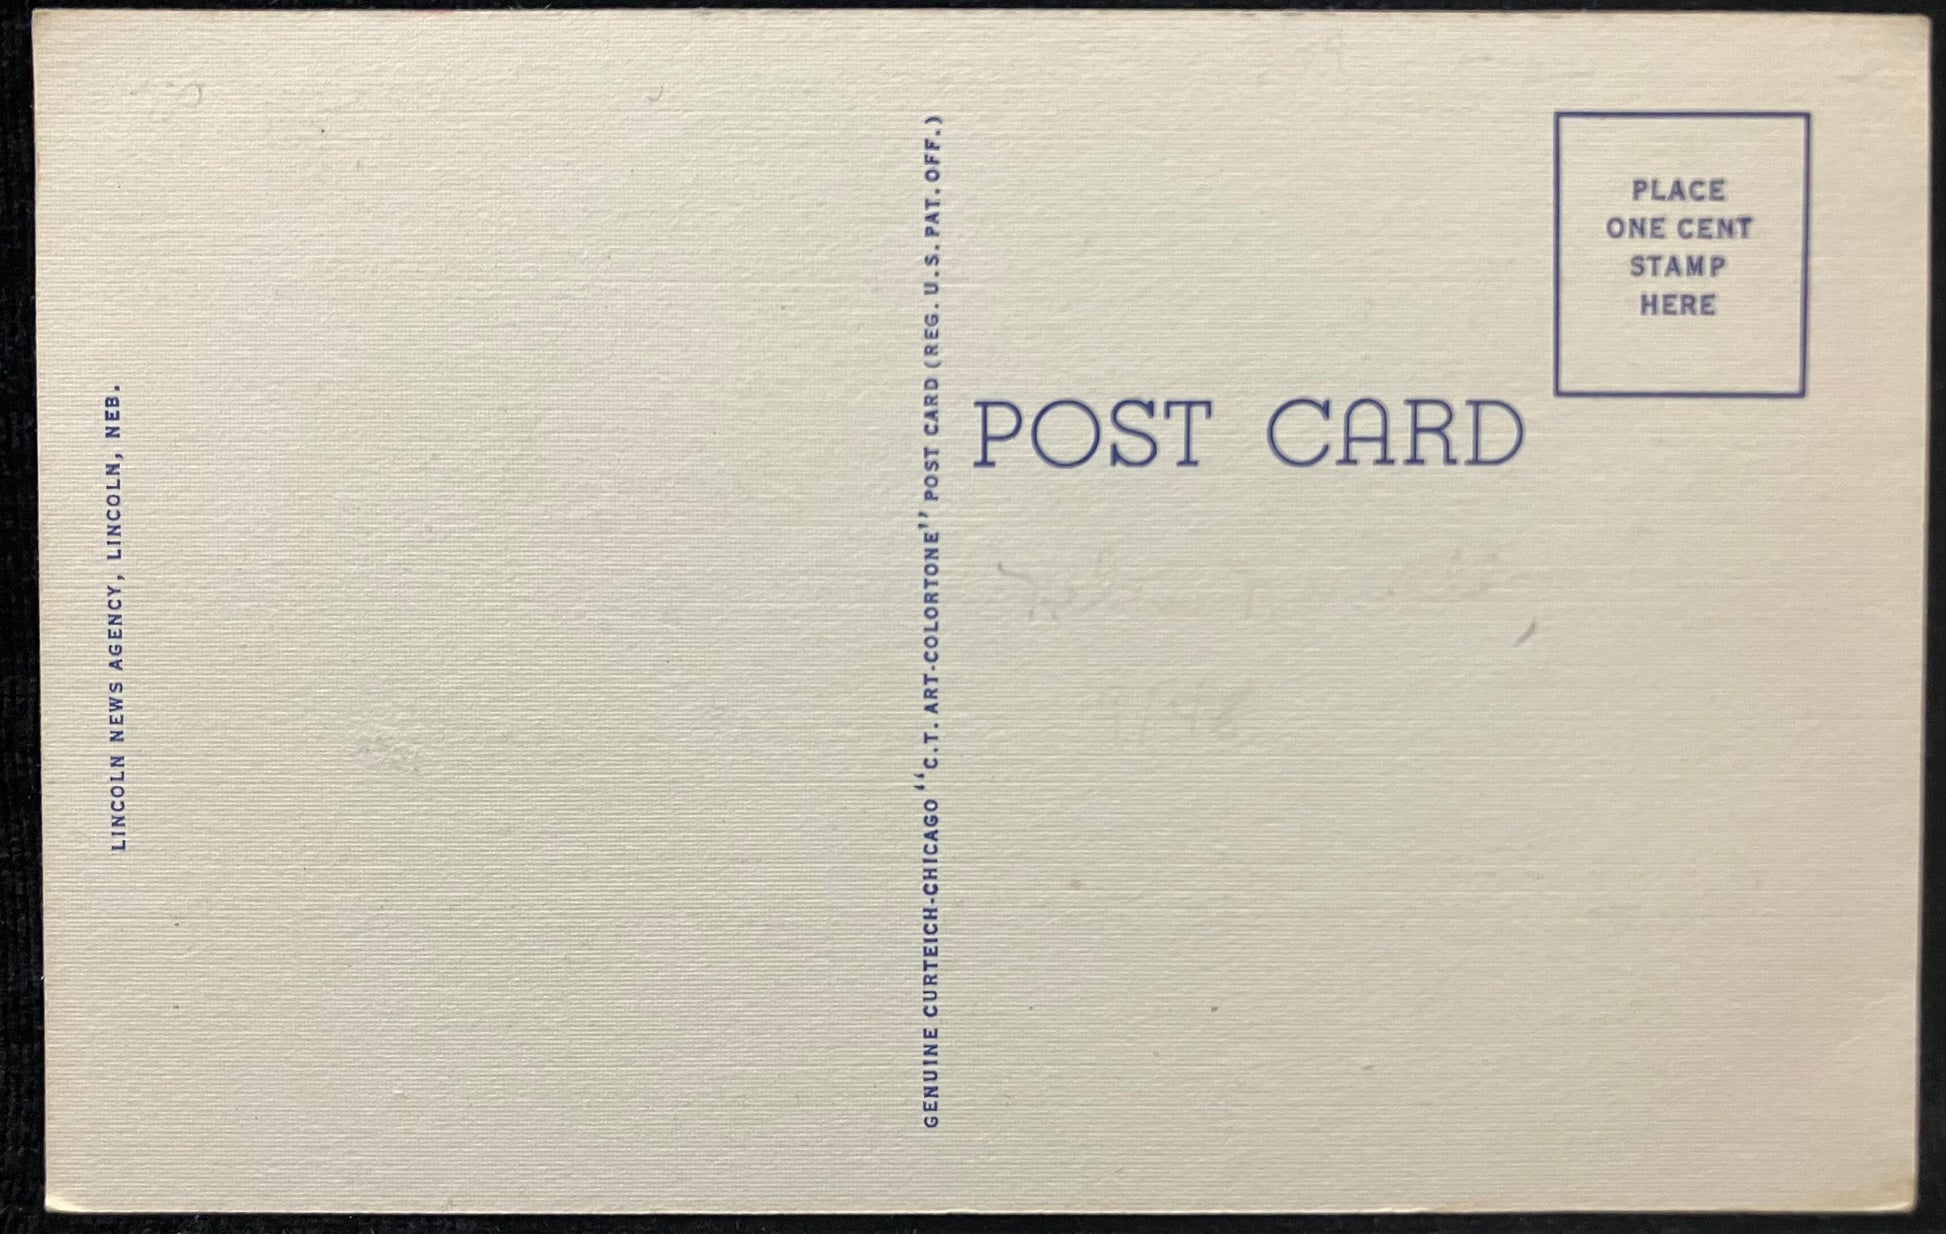 LINCOLN NEWS AGENCY, LINCOLN, NEB.
GENUINE CURTEICH-CHICAGO "C.T. ART-COLORTONE" POST CARD (REG. U.S. PAT. OFF.)
POST CARD
PLACE
ONE CENT
STAMP
HERE